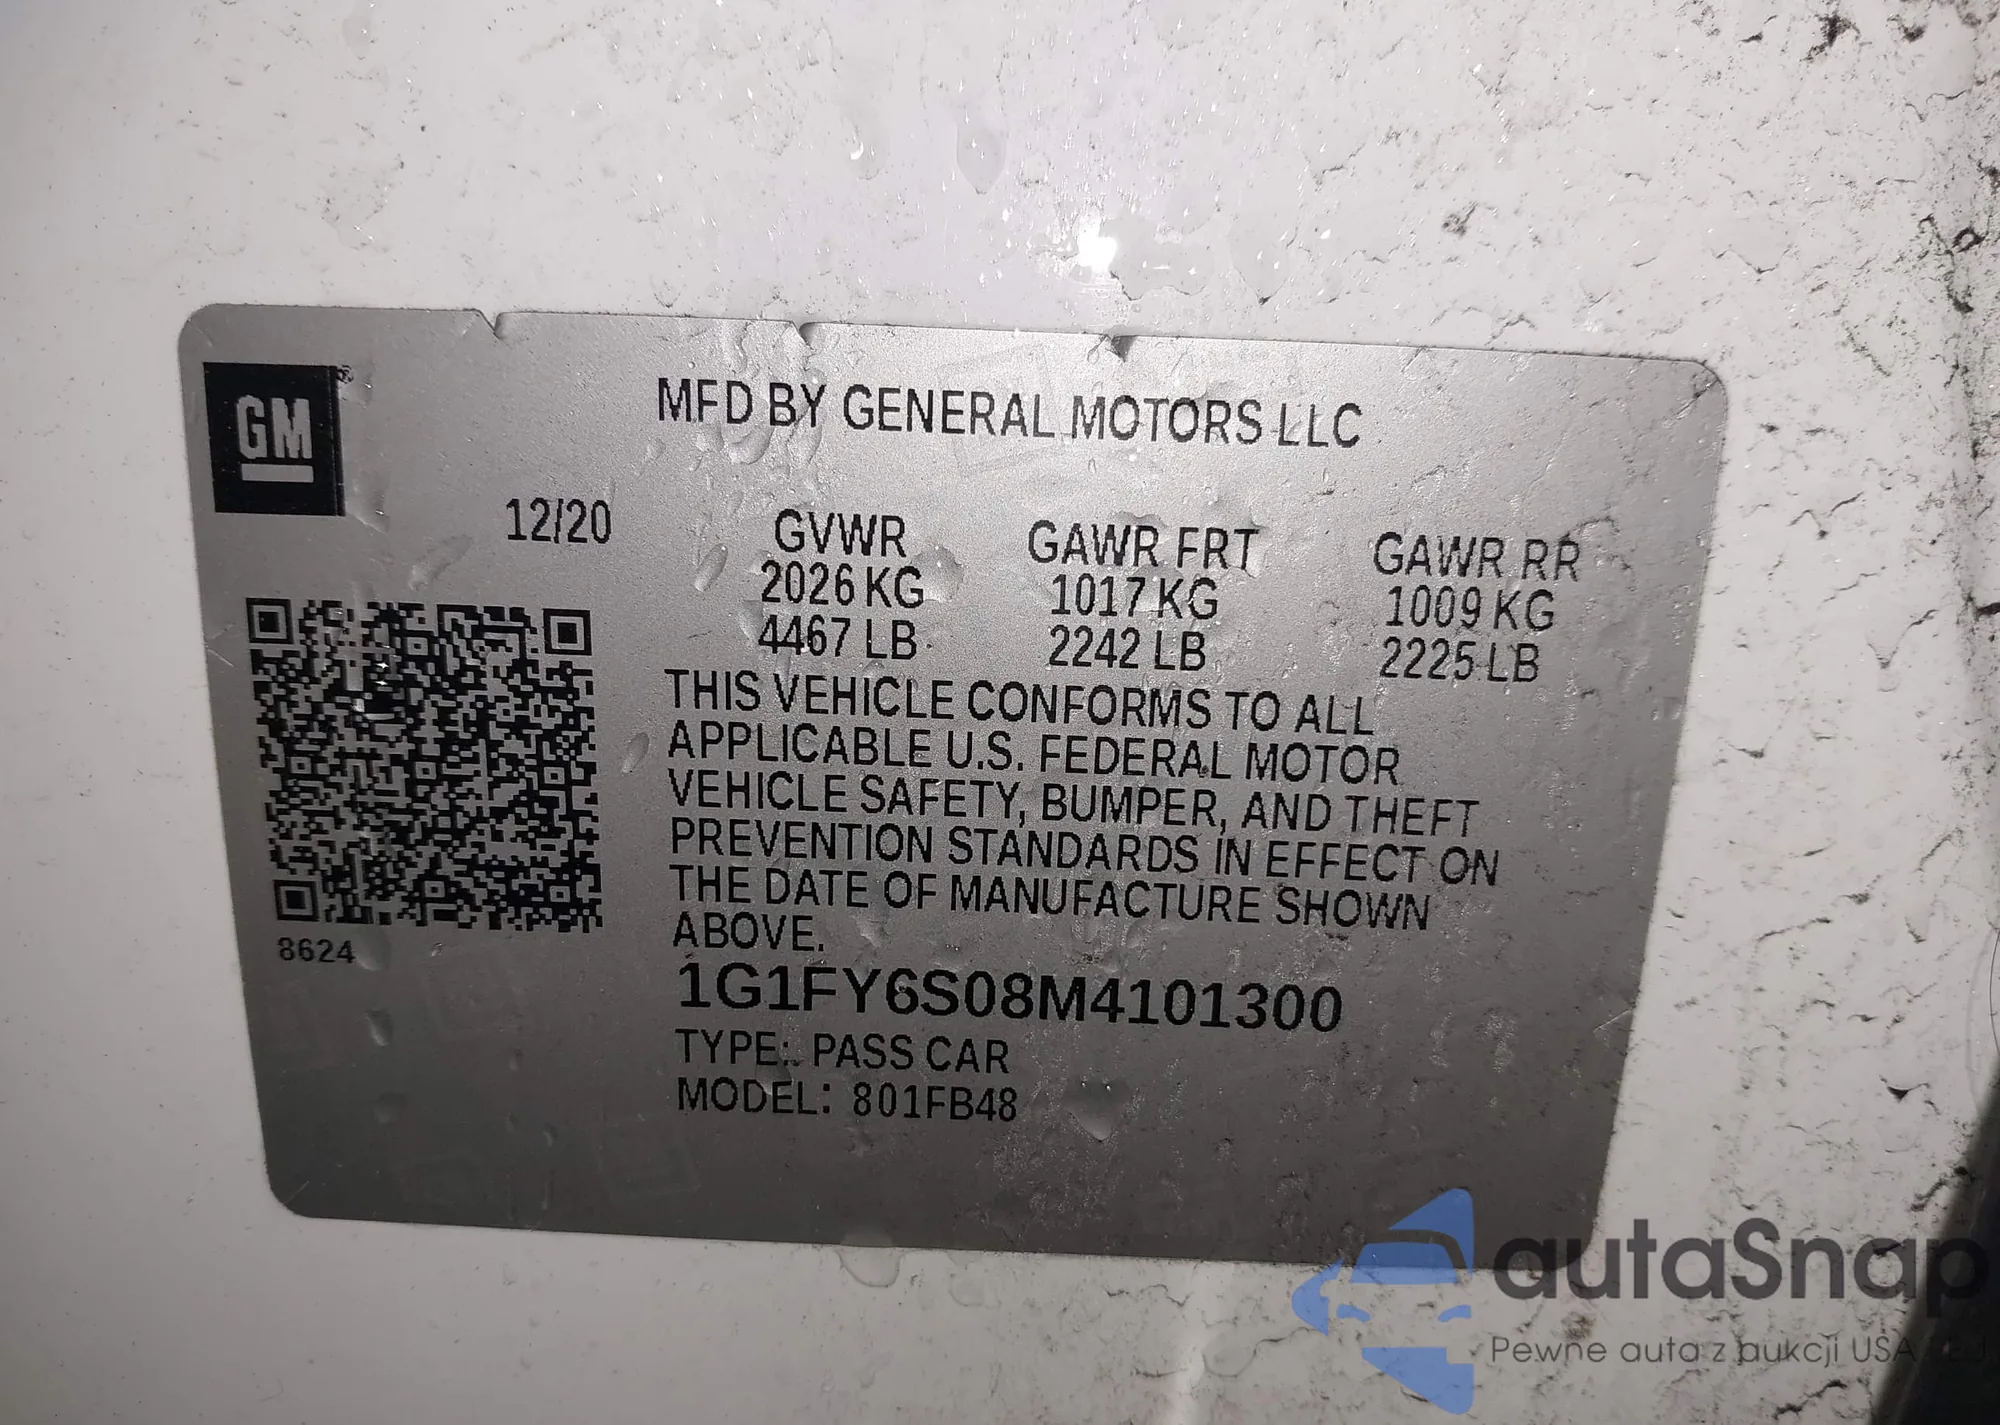 GM®
MFD BY GENERAL MOTORS LLC
12/20
GVWR
2026 KG
4467 LB
GAWR FRT
1017 KG
2242 LB
GAWR RR
1009 KG
2225 LB
THIS VEHICLE CONFORMS TO ALL
APPLICABLE U.S. FEDERAL MOTOR
VEHICLE SAFETY, BUMPER, AND THEFT
PREVENTION STANDARDS IN EFFECT ON
THE DATE OF MANUFACTURE SHOWN
ABOVE.
8624
1G1FY6S08M4101300
TYPE: PASS CAR
MODEL: 801FB48
autaSnap
Pewne auta z aukcji USA